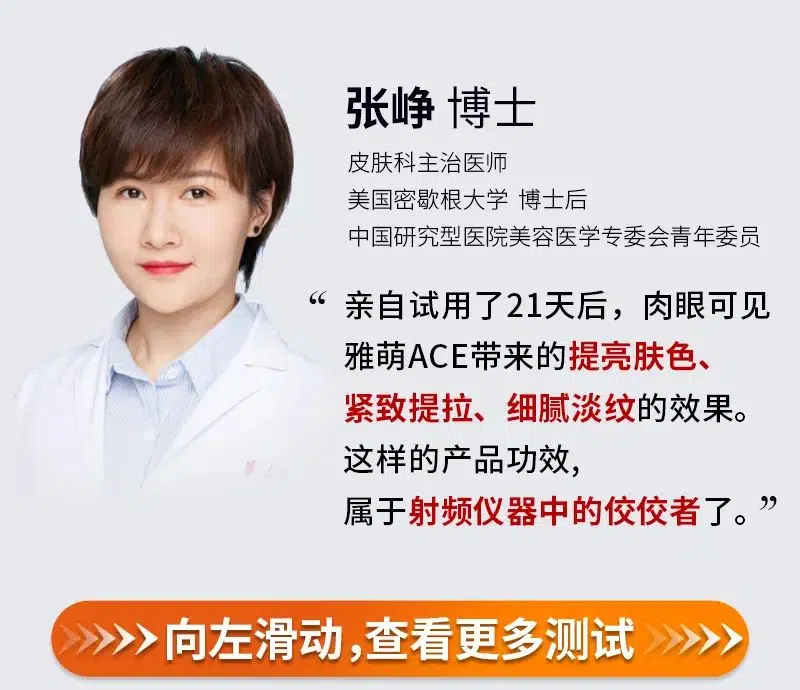 张峥 博士
皮肤科主治医师
美国密歇根大学 博士后
中国研究型医院美容医学专委会青年委员
“亲自试用了21天后，肉眼可见
雅萌ACE带来的提亮肤色、
紧致提拉、细腻淡纹的效果。
这样的产品功效，
属于射频仪器中的佼佼者了。”
向左滑动,查看更多测试